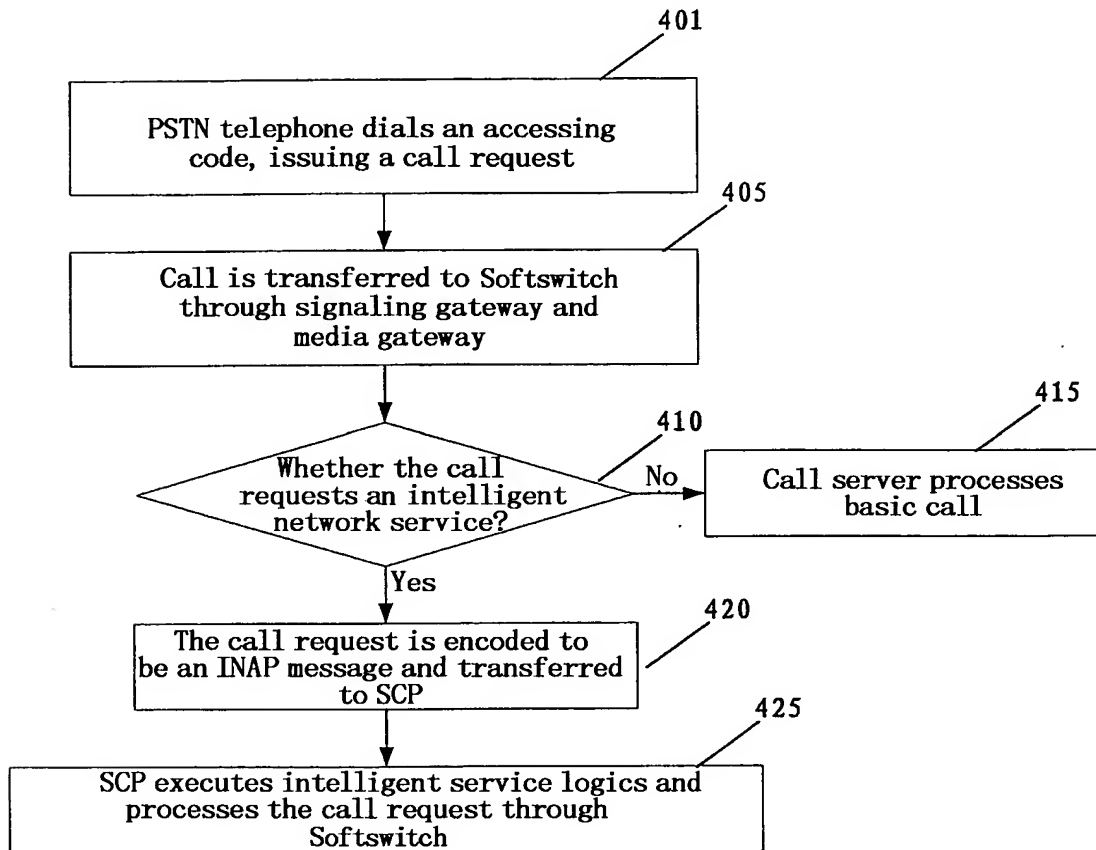 401
PSTN telephone dials an accessing
code, issuing a call request
405
Call is transferred to Softswitch
through signaling gateway and
media gateway
410
Whether the call
requests an intelligent
network service?
No
415
Call server processes
basic call
Yes
420
The call request is encoded to
be an INAP message and transferred
to SCP
425
SCP executes intelligent service logics and
processes the call request through
Softswitch